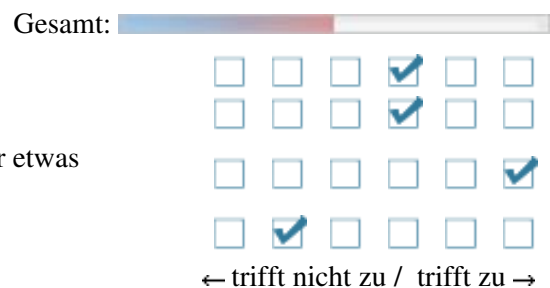 Gesamt:
etwas
← trifft nicht zu / trifft zu →